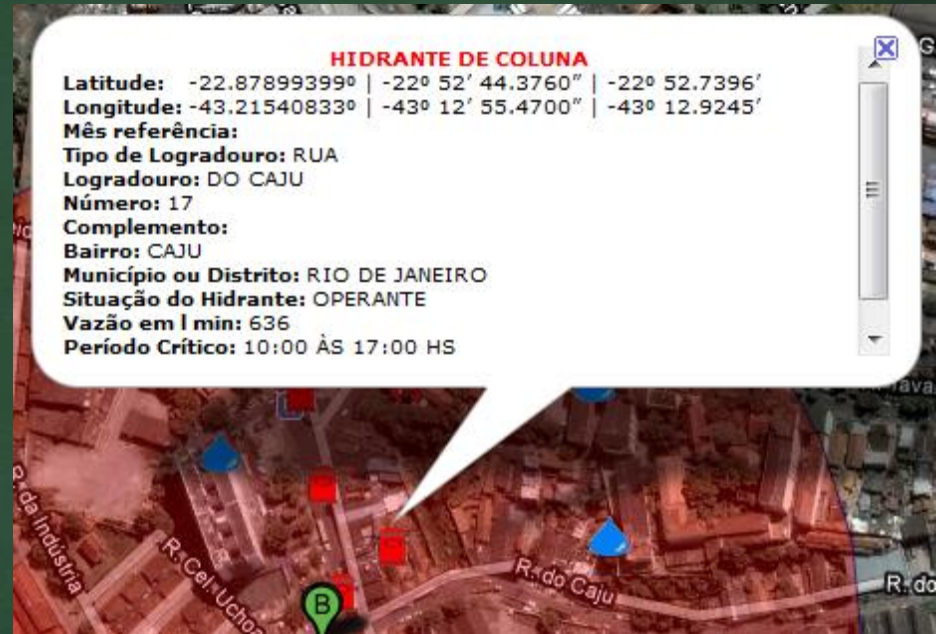 HIDRANTE DE COLUNA
Latitude: -22.878993990 | -22º 52′ 44.3760″ | -22º 52.7396′
Longitude: -43.21540833º | -43º 12′ 55.4700″ | -43º 12.9245′
Mês referência:
Tipo de Logradouro: RUA
Logradouro: DO CAJU
Número: 17
Complemento:
Bairro: CAJU
Município ou Distrito: RIO DE JANEIRO
Situação do Hidrante: OPERANTE
Vazão em l min: 636
Período Crítico: 10:00 ÀS 17:00 HS
R. da Indústria
R. Cel. Uchoa
B
R. do Caju
R. do